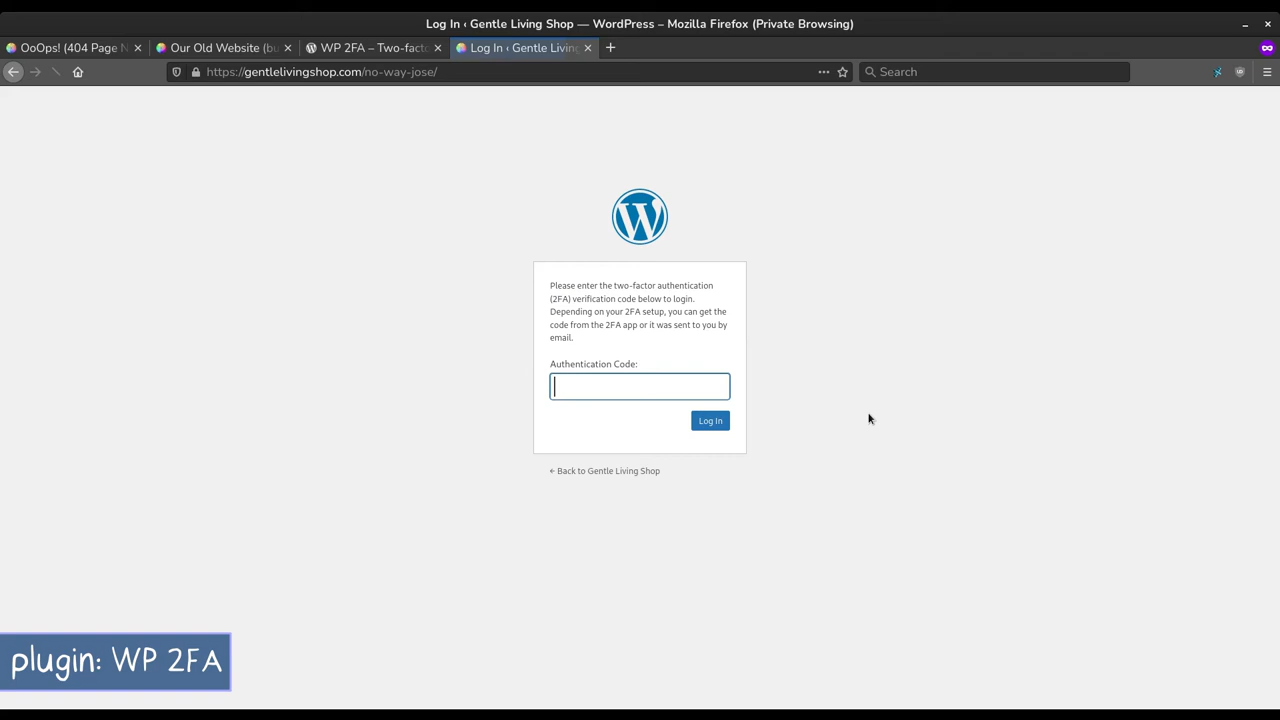 Log In ‹ Gentle Living Shop — WordPress – Mozilla Firefox (Private Browsing)
OoOps! (404 Page N
Our Old Website (bu
WP 2FA – Two-facto
Log In ‹ Gentle Living
https://gentlelivingshop.com/no-way-jose/
Search
Please enter the two-factor authentication
(2FA) verification code below to login.
Depending on your 2FA setup, you can get the
code from the 2FA app or it was sent to you by
email.
Authentication Code:
Log In
← Back to Gentle Living Shop
plugin: WP 2FA